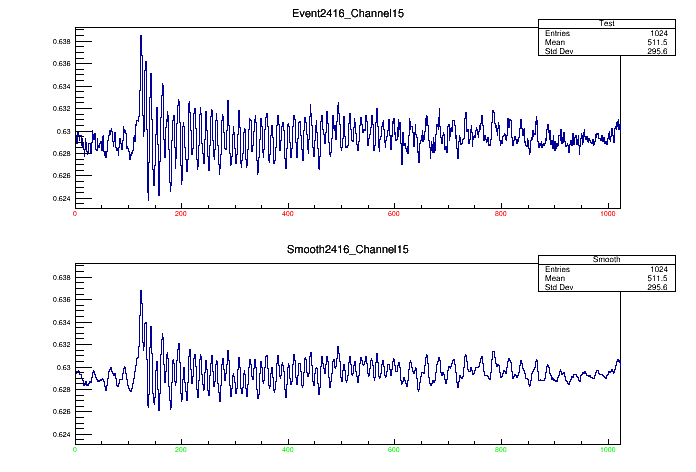 Event2416_Channel15
Test
Entries 1024
Mean 511.5
Std Dev 295.6
0.638
0.636
0.634
0.632
0.63
0.628
0.626
0.624
0 200 400 600 800 1000
Smooth2416_Channel15
Smooth
Entries 1024
Mean 511.5
Std Dev 295.6
0.638
0.636
0.634
0.632
0.63
0.628
0.626
0.624
0 200 400 600 800 1000